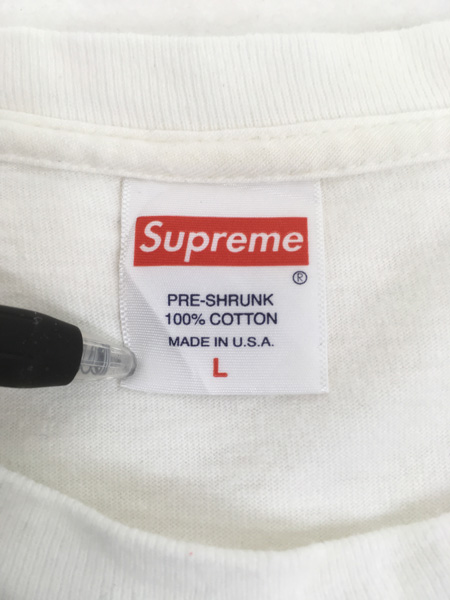 Supreme
®
PRE-SHRUNK
100% COTTON
MADE IN U.S.A.
L